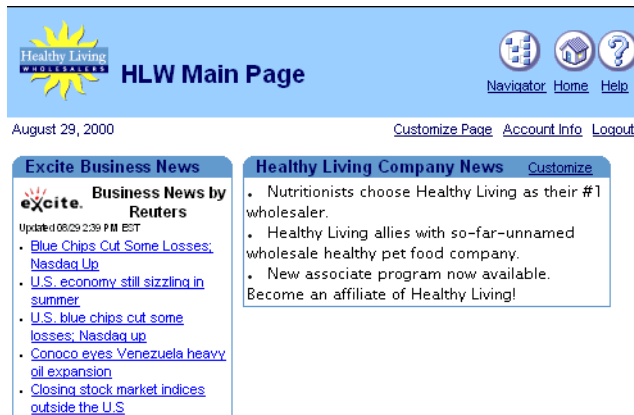 Healthy Living
WHOLESALERS
HLW Main Page
Navigator Home Help
August 29, 2000
Customize Page Account Info Logout
Excite Business News
excite.
Business News by
Reuters
Updated 08/29 2:39 PM EST
• Blue Chips Cut Some Losses;
Nasdaq Up
• U.S. economy still sizzling in
summer
• U.S. blue chips cut some
losses; Nasdaq up
• Conoco eyes Venezuela heavy
oil expansion
• Closing stock market indices
outside the U.S
Healthy Living Company News Customize
• Nutritionists choose Healthy Living as their #1
wholesaler.
• Healthy Living allies with so-far-unnamed
wholesale healthy pet food company.
• New associate program now available.
Become an affiliate of Healthy Living!